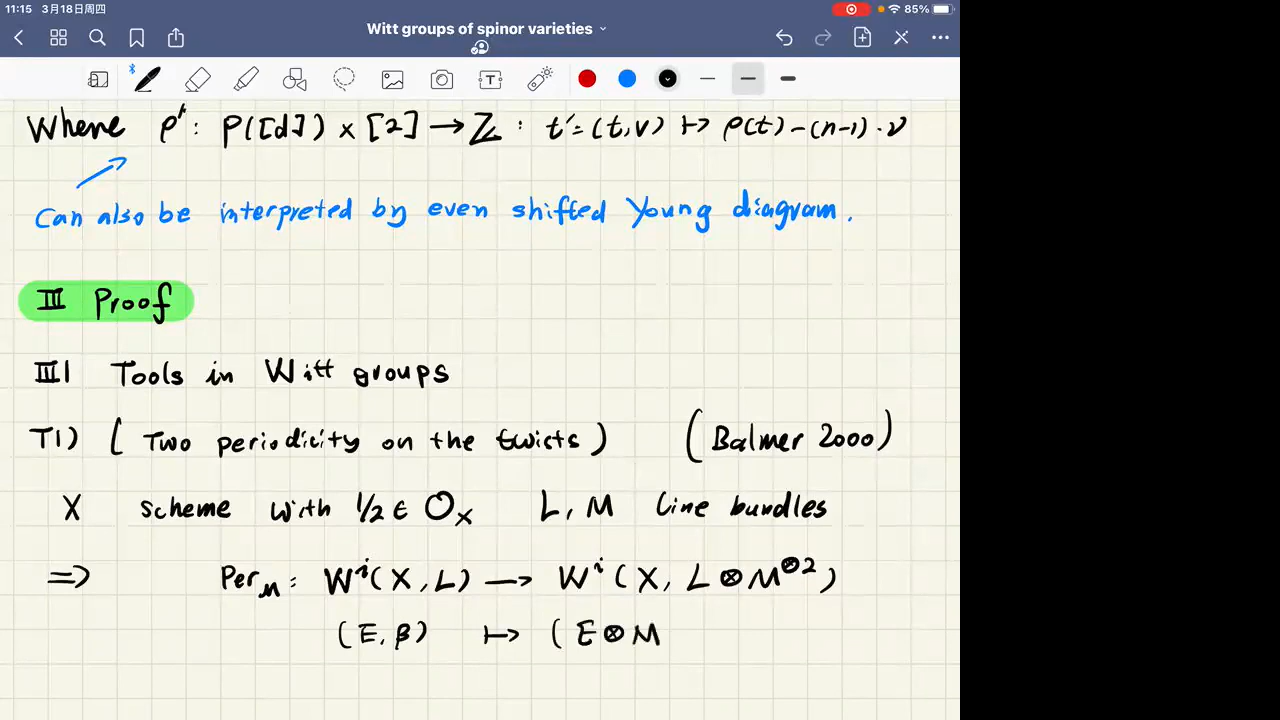 11:15 3月18日周四
85%
Witt groups of spinor varieties
Where ρ': P([d]) × [2] → ℤ : t' = (t, ν) ↦ ρ(t) - (n-1)·ν
Can also be interpreted by even shifted Young diagram.
III Proof
III1 Tools in Witt groups
T1) (Two periodicity on the twists) (Balmer 2000)
X scheme with 1/2 ∈ O_X L, M line bundles
⇒ Per_M : W^i(X, L) → W^i(X, L ⊗ M^⊗2)
(E, β) ↦ (E ⊗ M